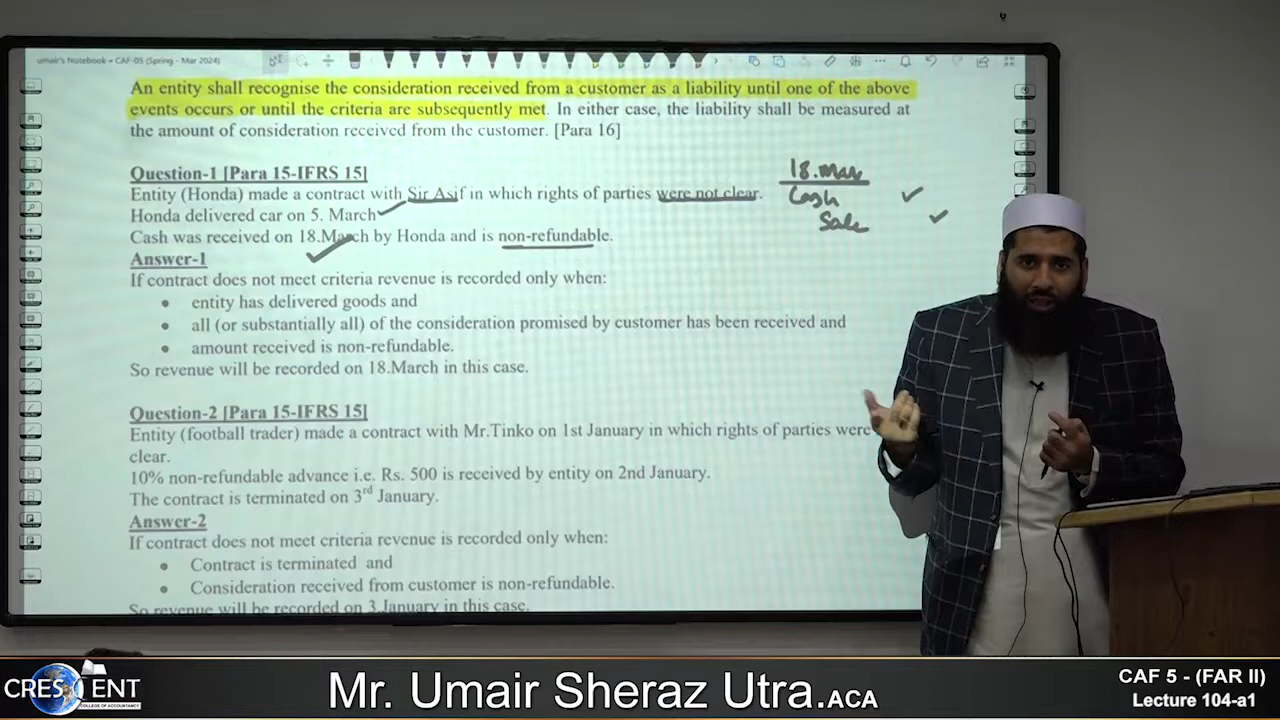 umair's Notebook » CAF-05 (Spring - Mar 2024)
An entity shall recognise the consideration received from a customer as a liability until one of the above
events occurs or until the criteria are subsequently met. In either case, the liability shall be measured at
the amount of consideration received from the customer. [Para 16]
Question-1 [Para 15-IFRS 15]
Entity (Honda) made a contract with Sir Asif in which rights of parties were not clear.
Honda delivered car on 5. March
Cash was received on 18.March by Honda and is non-refundable.
18.Mar
Cash
Sale
Answer-1
If contract does not meet criteria revenue is recorded only when:
• entity has delivered goods and
• all (or substantially all) of the consideration promised by customer has been received and
• amount received is non-refundable.
So revenue will be recorded on 18.March in this case.
Question-2 [Para 15-IFRS 15]
Entity (football trader) made a contract with Mr.Tinko on 1st January in which rights of parties were
clear.
10% non-refundable advance i.e. Rs. 500 is received by entity on 2nd January.
The contract is terminated on 3rd January.
Answer-2
If contract does not meet criteria revenue is recorded only when:
• Contract is terminated and
• Consideration received from customer is non-refundable.
So revenue will be recorded on 3.January in this case.
CRESCENT
COLLEGE OF ACCOUNTANCY
Mr. Umair Sheraz Utra.ACA
CAF 5 - (FAR II)
Lecture 104-a1